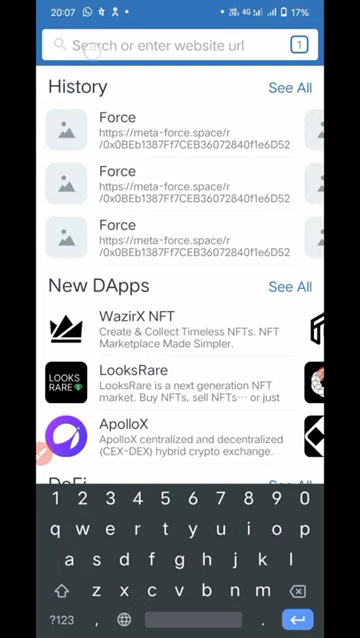 20:07
4G 17%
Search or enter website url
1
History See All
Force
https://meta-force.space/r
/0x0BEb1387Ff7CEB36072840f1e6D52
Force
https://meta-force.space/r
/0x0BEb1387Ff7CEB36072840f1e6D52
Force
https://meta-force.space/r
/0x0BEb1387Ff7CEB36072840f1e6D52
New DApps See All
WazirX NFT
Create & Collect Timeless NFTs. NFT
Marketplace Made Simpler.
LOOKS
RARE
LooksRare
LooksRare is a next generation NFT
market. Buy NFTs, sell NFTs… or just
ApolloX
ApolloX centralized and decentralized
(CEX-DEX) hybrid crypto exchange.
DeFi See All
1 2 3 4 5 6 7 8 9 0
q w e r t y u i o p
a s d f g h j k l
z x c v b n m
?123 , .